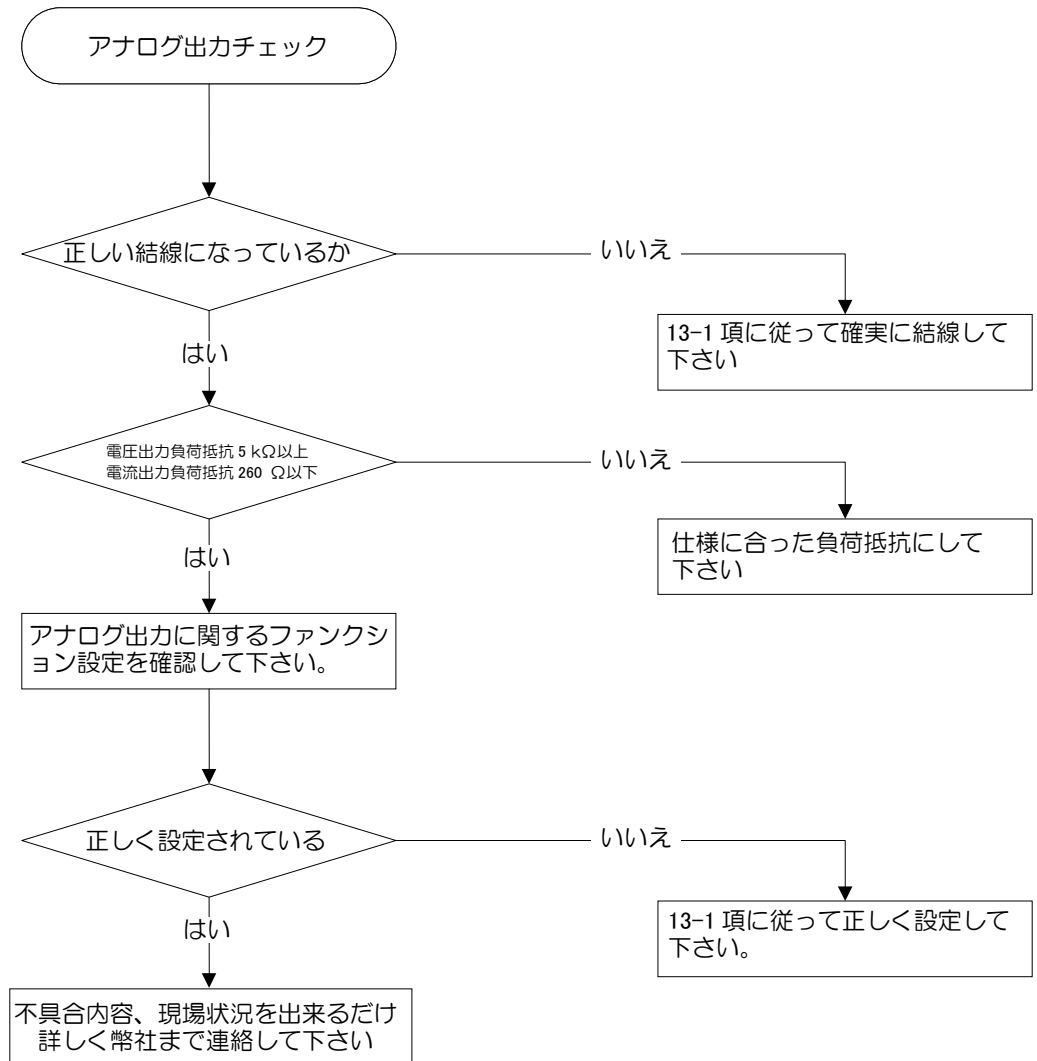 アナログ出力チェック
正しい結線になっているか
いいえ
13-1 項に従って確実に結線して
下さい
はい
電圧出力負荷抵抗 5 kΩ以上
電流出力負荷抵抗 260 Ω以下
いいえ
仕様に合った負荷抵抗にして
下さい
はい
アナログ出力に関するファンクシ
ョン設定を確認して下さい。
正しく設定されている
いいえ
13-1 項に従って正しく設定して
下さい。
はい
不具合内容、現場状況を出来るだけ
詳しく幣社まで連絡して下さい